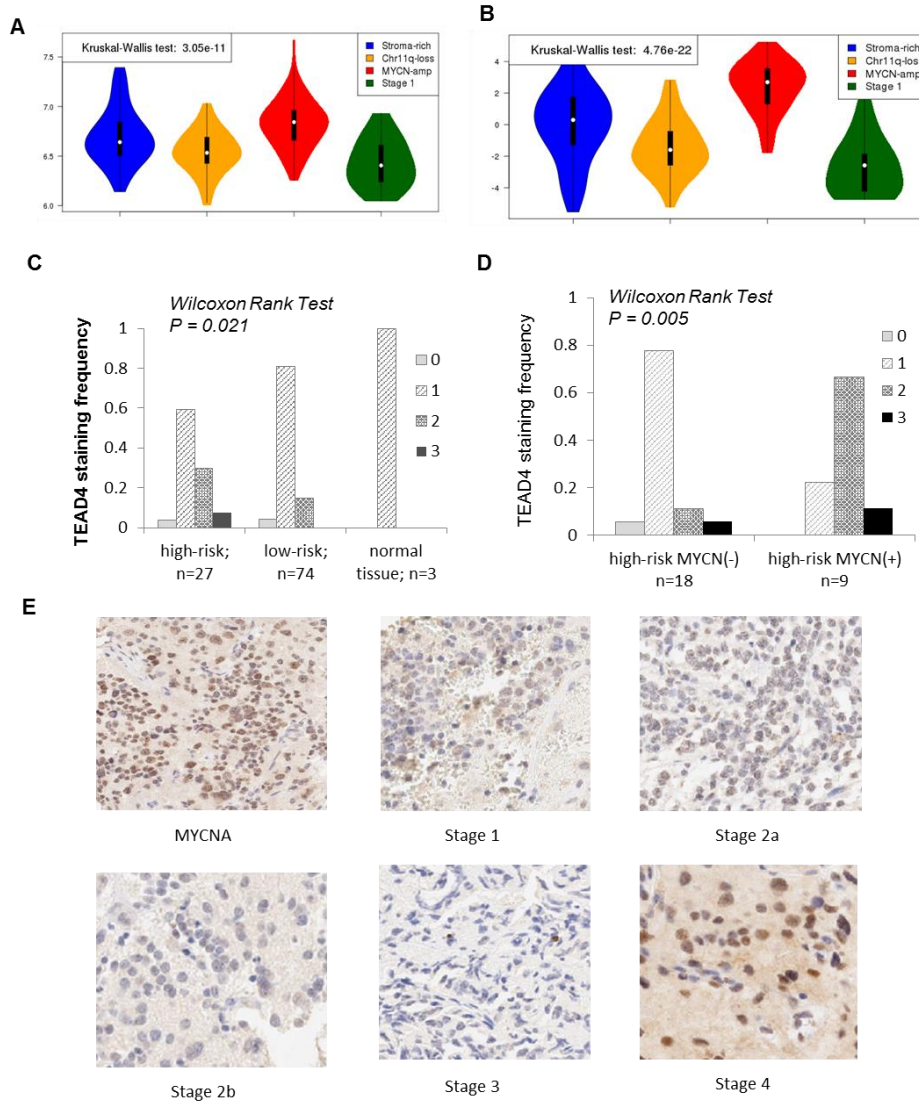 A
Kruskal-Wallis test: 3.05e-11
Stroma-rich
Chr11q-loss
MYCN-amp
Stage 1
7.5
7.0
6.5
6.0
B
Kruskal-Wallis test: 4.76e-22
Stroma-rich
Chr11q-loss
MYCN-amp
Stage 1
4
2
0
-2
-4
C
Wilcoxon Rank Test
P = 0.021
TEAD4 staining frequency
1
0.8
0.6
0.4
0.2
0
0
1
2
3
high-risk;
n=27
low-risk;
n=74
normal
tissue; n=3
D
Wilcoxon Rank Test
P = 0.005
TEAD4 staining frequency
1
0.8
0.6
0.4
0.2
0
0
1
2
3
high-risk MYCN(-)
n=18
high-risk MYCN(+)
n=9
E
MYCNA
Stage 1
Stage 2a
Stage 2b
Stage 3
Stage 4